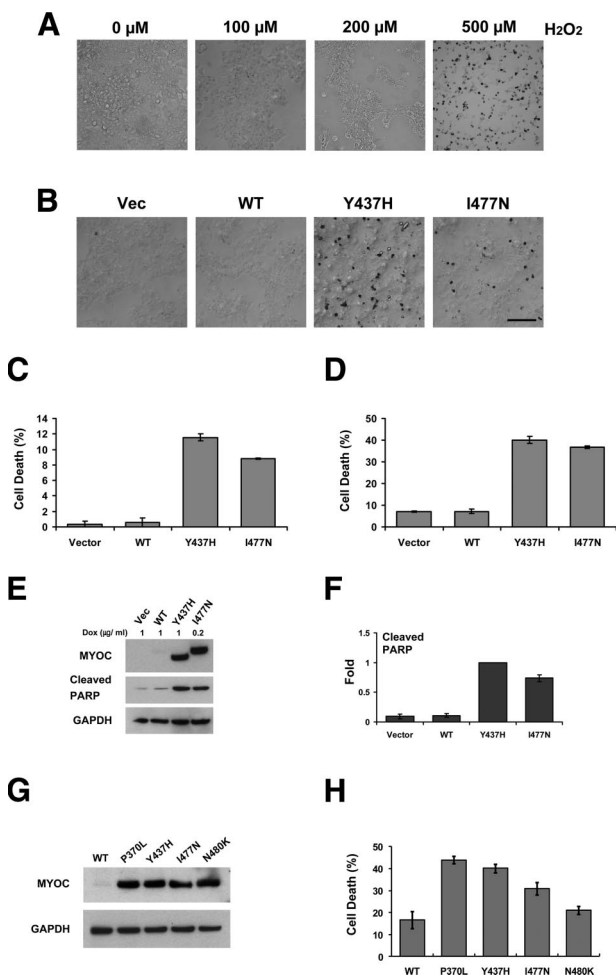 A
0 µM 100 µM 200 µM 500 µM H2O2
B
Vec WT Y437H I477N
C
Cell Death (%)
14
12
10
8
6
4
2
0
Vector WT Y437H I477N
D
Cell Death (%)
50
40
30
20
10
0
Vector WT Y437H I477N
E
Vec WT Y437H I477N
Dox (µg/ ml) 1 1 1 0.2
MYOC
Cleaved
PARP
GAPDH
F
Cleaved
PARP
Fold
1.5
1
0.5
0
Vector WT Y437H I477N
G
WT P370L Y437H I477N N480K
MYOC
GAPDH
H
Cell Death (%)
50
40
30
20
10
0
WT P370L Y437H I477N N480K